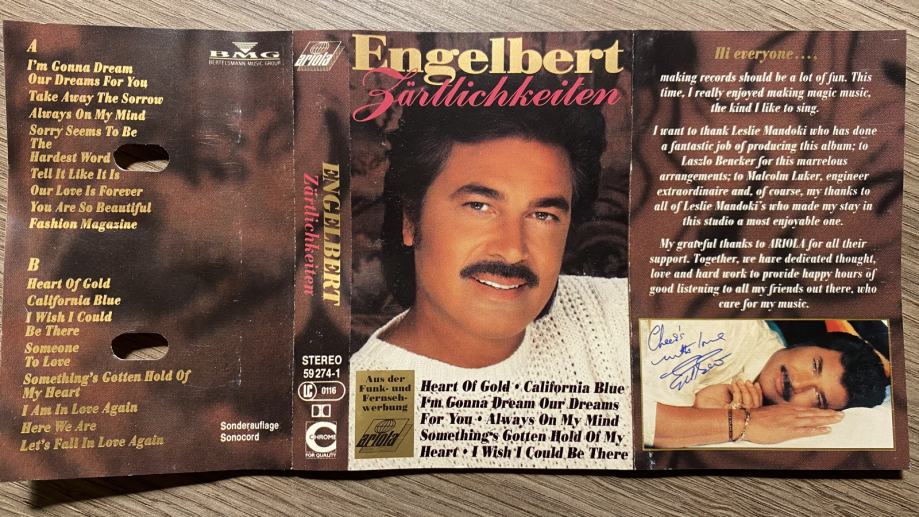 A
BMG
BERTELSMANN MUSIC GROUP
I'm Gonna Dream
Our Dreams For You
Take Away The Sorrow
Always On My Mind
Sorry Seems To Be
The
Hardest Word
Tell It Like It Is
Our Love Is Forever
You Are So Beautiful
Fashion Magazine
B
Heart Of Gold
California Blue
I Wish I Could
Be There
Someone
To Love
Something's Gotten Hold Of
My Heart
I Am In Love Again
Here We Are
Let's Fall In Love Again
Sonderauflage
Sonocord
ariola
ENGELBERT
Zärtlichkeiten
STEREO
59 274-1
LC 0116
CHROME
FOR QUALITY
Engelbert
Zärtlichkeiten
Aus der
Funk- und
Fernseh-
werbung
ariola
Heart Of Gold · California Blue
I'm Gonna Dream Our Dreams
For You · Always On My Mind
Something's Gotten Hold Of My
Heart · I Wish I Could Be There
Hi everyone....,
making records should be a lot of fun. This
time, I really enjoyed making magic music,
the kind I like to sing.
I want to thank Leslie Mandoki who has done
a fantastic job of producing this album; to
Laszlo Bencker for this marvelous
arrangements; to Malcolm Luker, engineer
extraordinaire and, of course, my thanks to
all of Leslie Mandoki's who made my stay in
this studio a most enjoyable one.
My grateful thanks to ARIOLA for all their
support. Together, we have dedicated thought,
love and hard work to provide happy hours of
good listening to all my friends out there, who
care for my music.
Cheers
with love